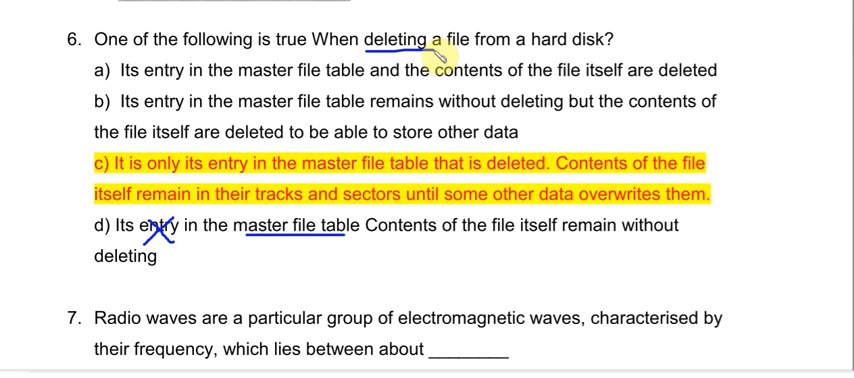 6. One of the following is true When deleting a file from a hard disk?
a) Its entry in the master file table and the contents of the file itself are deleted
b) Its entry in the master file table remains without deleting but the contents of
the file itself are deleted to be able to store other data
c) It is only its entry in the master file table that is deleted. Contents of the file
itself remain in their tracks and sectors until some other data overwrites them.
d) Its entry in the master file table Contents of the file itself remain without
deleting
7. Radio waves are a particular group of electromagnetic waves, characterised by
their frequency, which lies between about ________